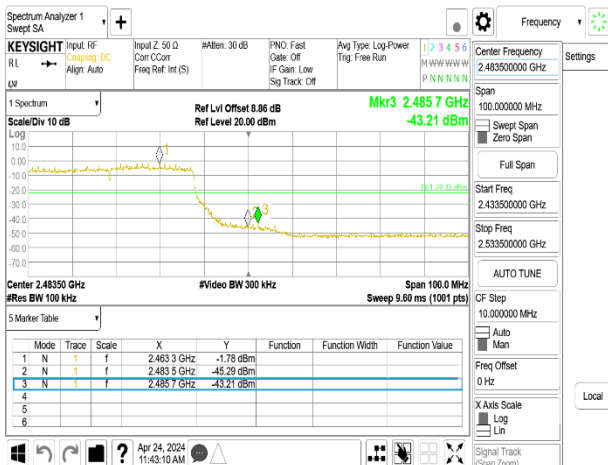 Spectrum Analyzer 1
Swept SA
+
Frequency
KEYSIGHT
RL
Input: RF
Coupling: DC
Align: Auto
Input Z: 50 Ω
Corr CCorr
Freq Ref: Int (S)
#Atten: 30 dB
PNO: Fast
Gate: Off
IF Gain: Low
Sig Track: Off
Avg Type: Log-Power
Trig: Free Run
1 2 3 4 5 6
M W W W W W
P N N N N N
Center Frequency
2.483500000 GHz
Settings
Span
100.000000 MHz
Swept Span
Zero Span
Full Span
Start Freq
2.433500000 GHz
Stop Freq
2.533500000 GHz
AUTO TUNE
CF Step
10.000000 MHz
Auto
Man
Freq Offset
0 Hz
X Axis Scale
Log
Lin
Signal Track
(Span Zoom)
Local
1 Spectrum
Scale/Div 10 dB
Ref Lvl Offset 8.86 dB
Ref Level 20.00 dBm
Mkr3 2.485 7 GHz
-43.21 dBm
Log
10.0
0.00
-10.0
-20.0
-30.0
-40.0
-50.0
-60.0
-70.0
1
3
Center 2.48350 GHz
#Res BW 100 kHz
#Video BW 300 kHz
Span 100.0 MHz
Sweep 9.60 ms (1001 pts)
5 Marker Table
Mode Trace Scale X Y Function Function Width Function Value
1 N 1 f 2.463 3 GHz -1.78 dBm
2 N 1 f 2.483 5 GHz -45.29 dBm
3 N 1 f 2.485 7 GHz -43.21 dBm
4
5
6
?
Apr 24, 2024
11:43:10 AM